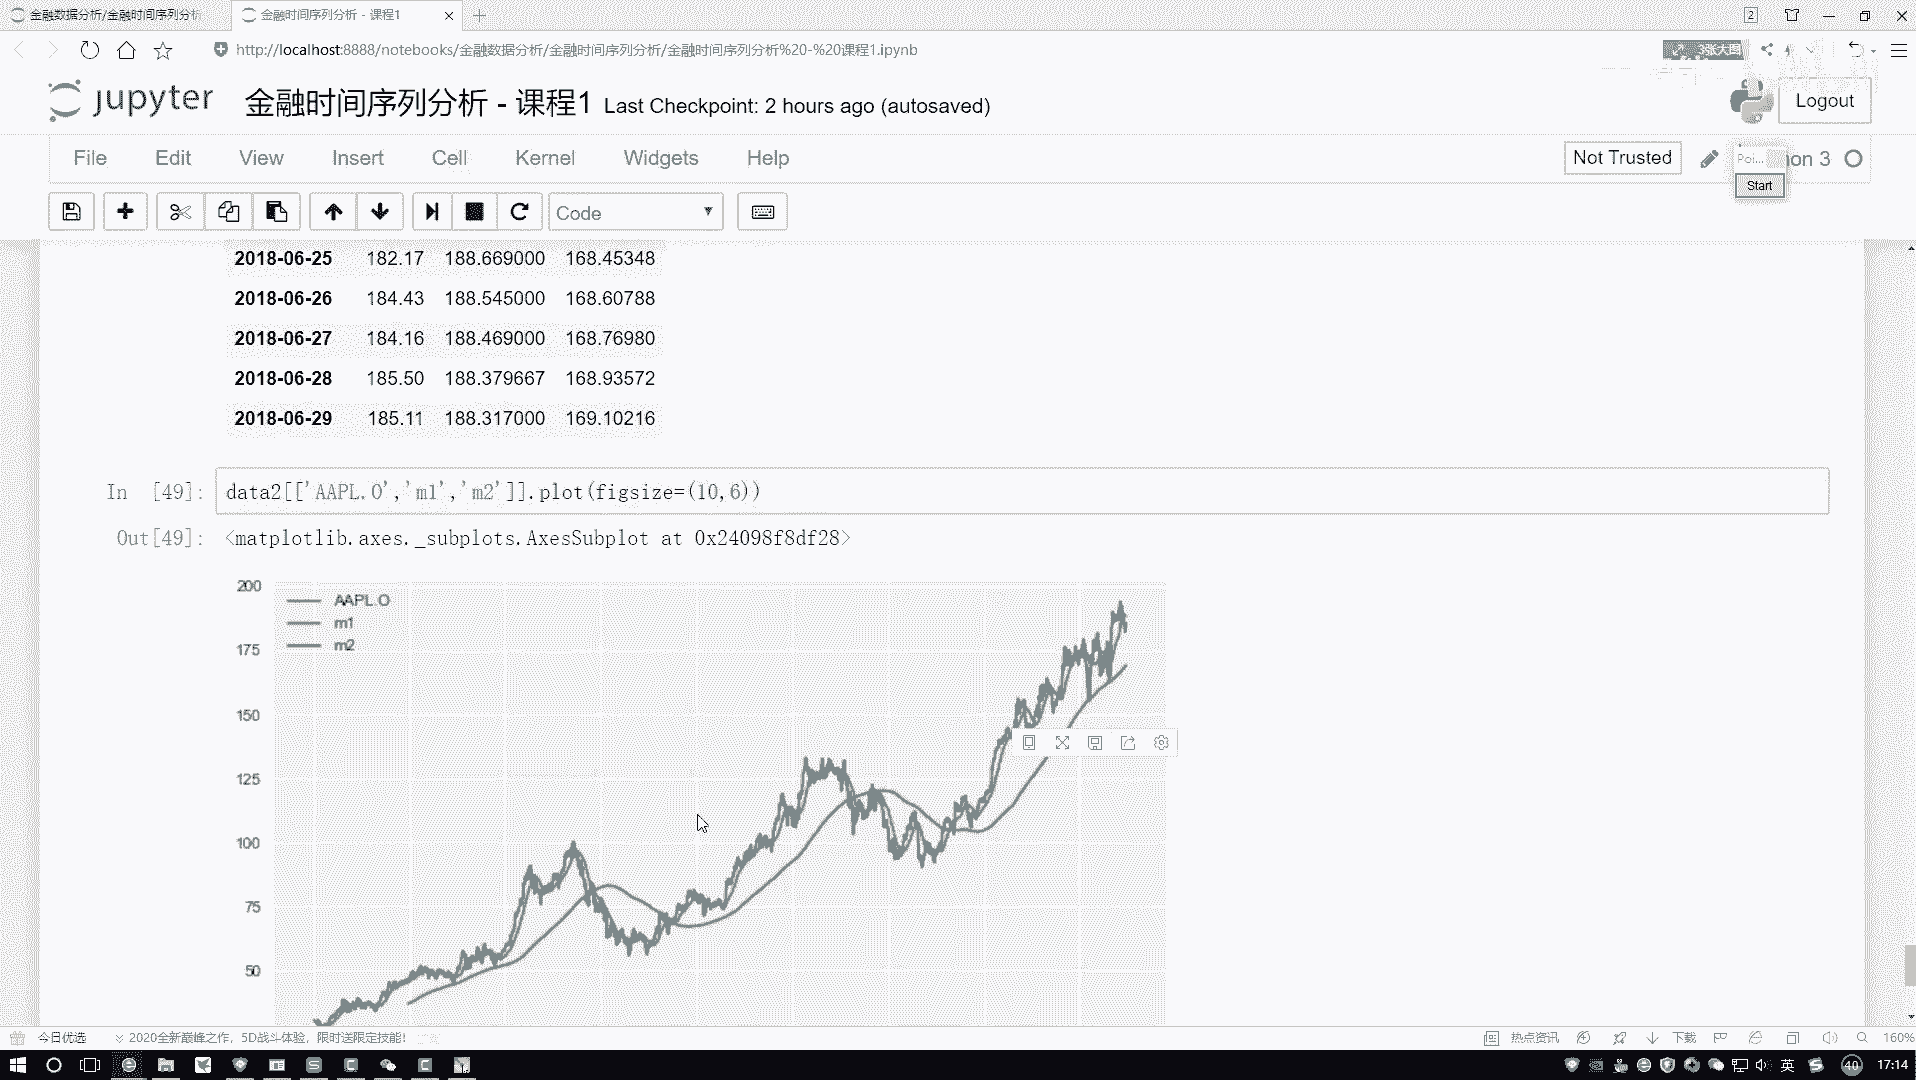 金融数据分析/金融时间序列分析
金融时间序列分析 - 课程1
2
http://localhost:8888/notebooks/金融数据分析/金融时间序列分析/金融时间序列分析%20-%20课程1.ipynb
3张大图
jupyter
金融时间序列分析 - 课程1 Last Checkpoint: 2 hours ago (autosaved)
Logout
File Edit View Insert Cell Kernel Widgets Help
Not Trusted
Poi...
on 3
Start
Code
2018-06-25 182.17 188.669000 168.45348
2018-06-26 184.43 188.545000 168.60788
2018-06-27 184.16 188.469000 168.76980
2018-06-28 185.50 188.379667 168.93572
2018-06-29 185.11 188.317000 169.10216
In [49]: data2[['AAPL.O','m1','m2']].plot(figsize=(10,6))
Out[49]: <matplotlib.axes._subplots.AxesSubplot at 0x24098f8df28>
200
AAPL.O
m1
m2
175
150
125
100
75
50
今日优选
2020全新巅峰之作，5D战斗体验，限时送限定技能！
热点资讯
下载
160%
英
40
17:14